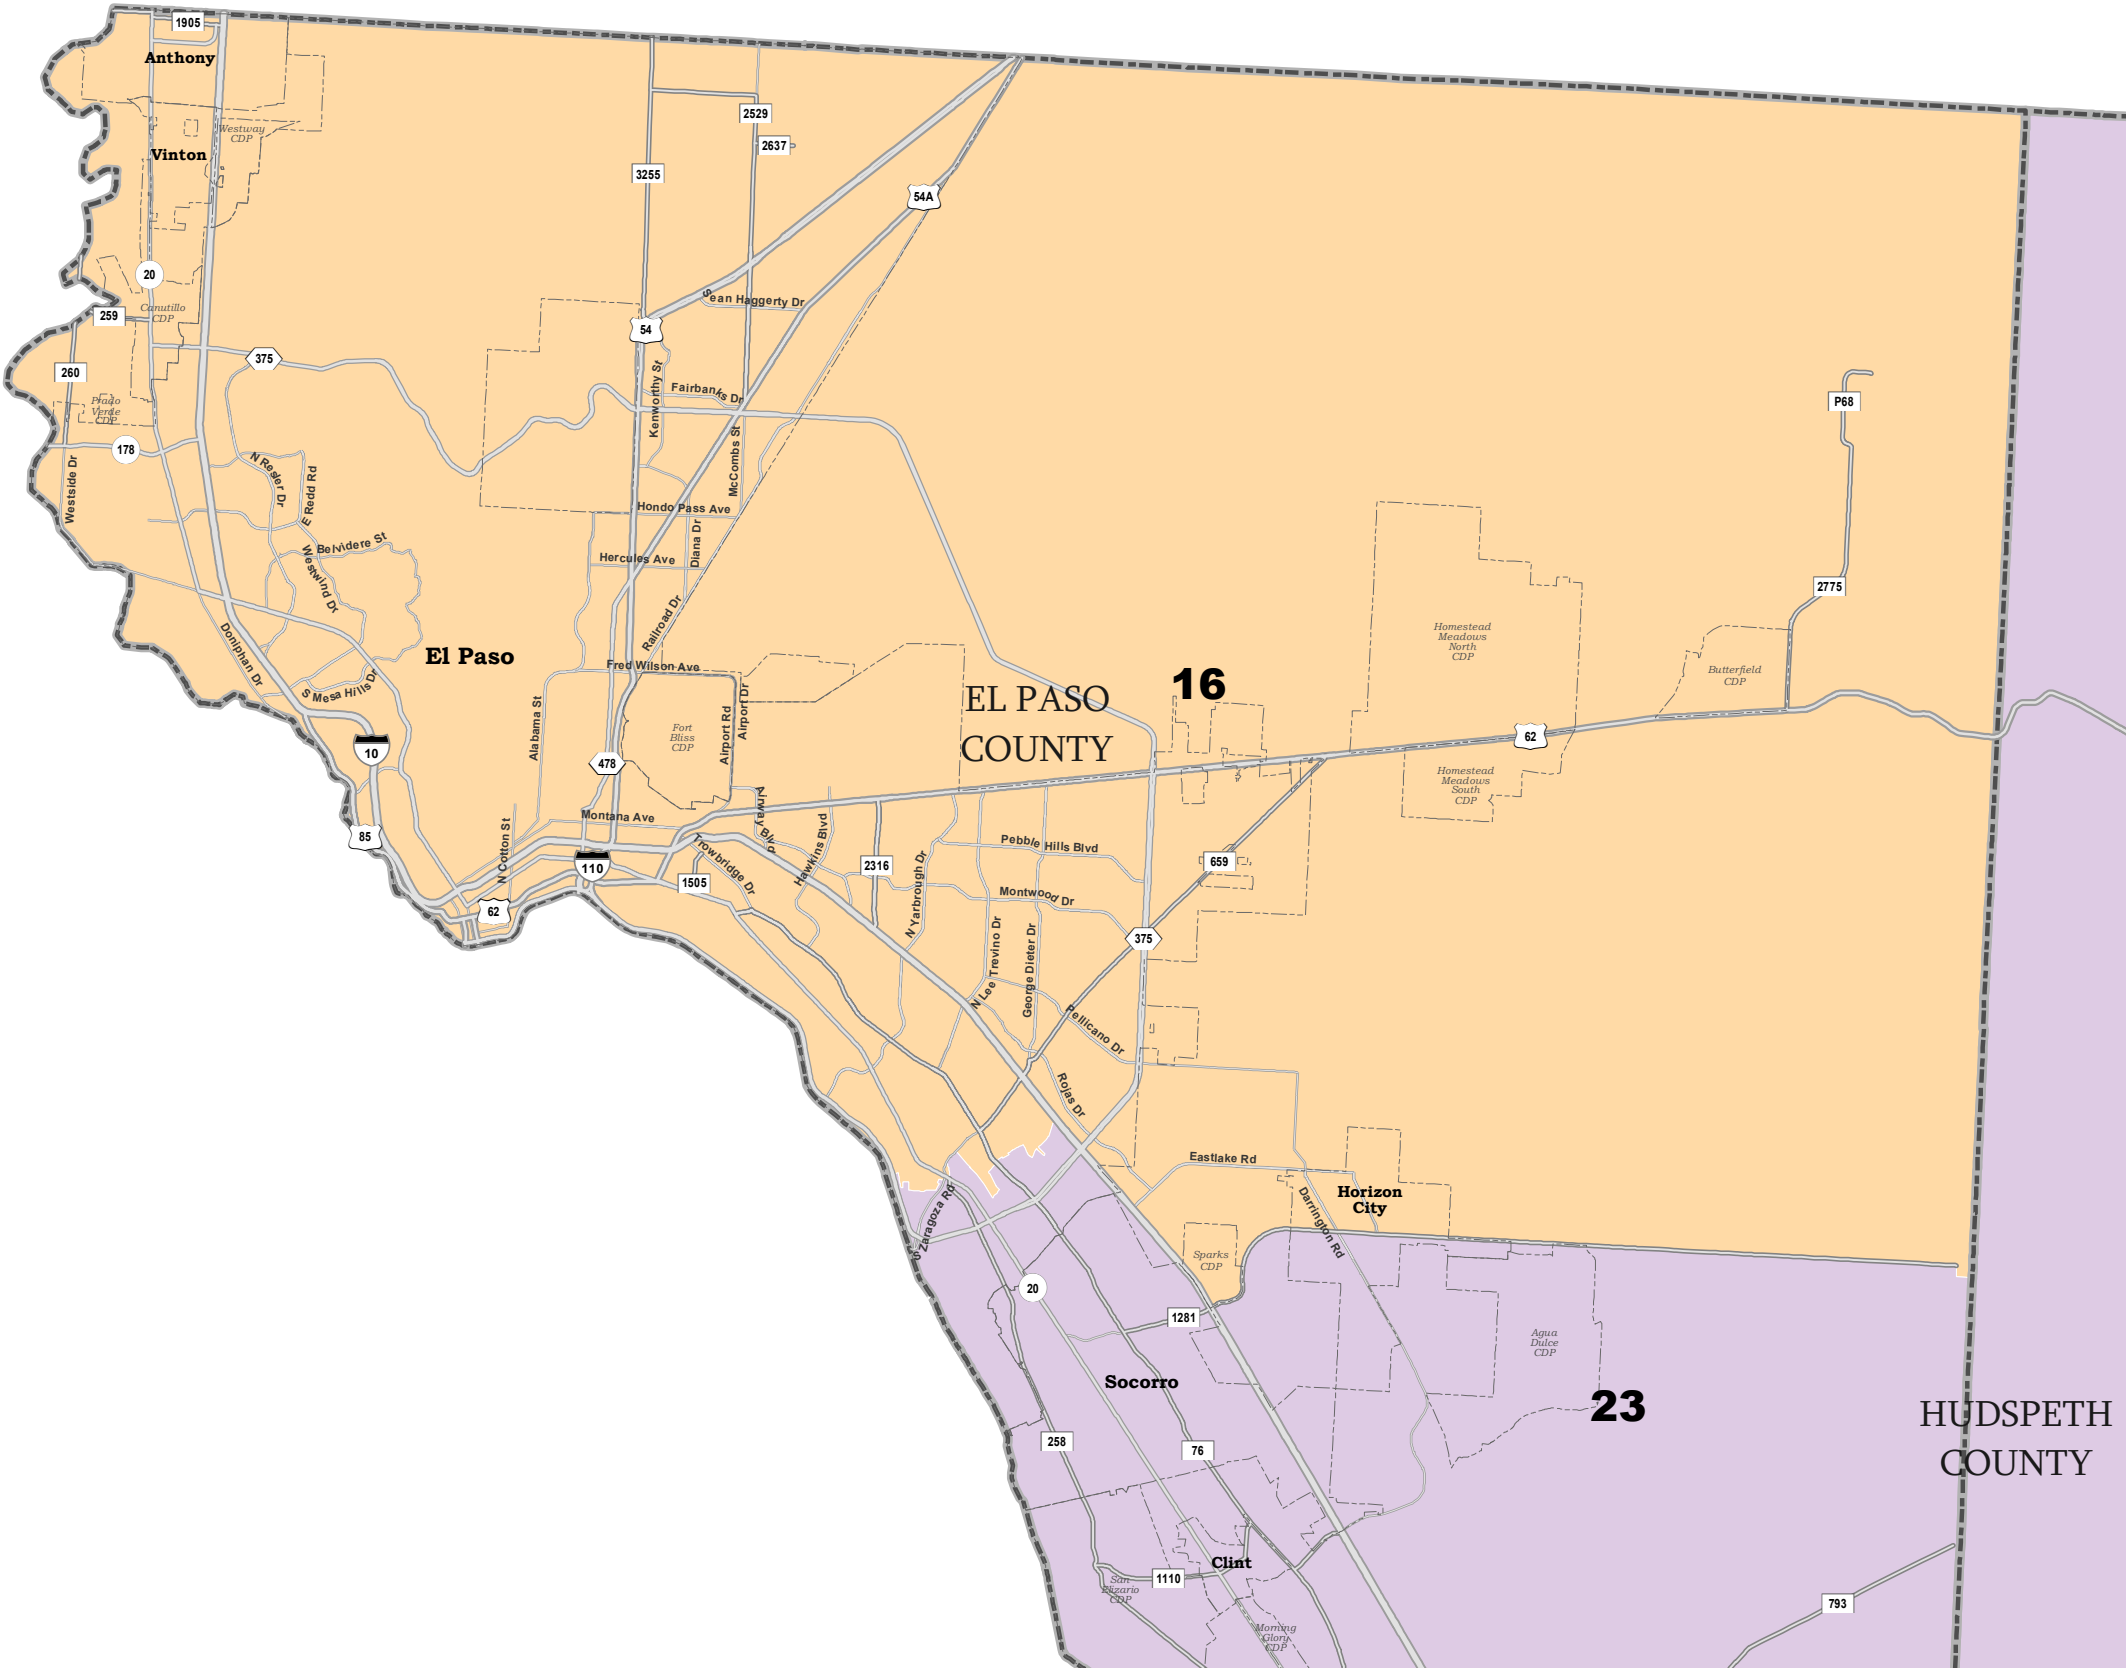 1905
Anthony
Westway
CDP
Vinton
2529
2637
3255
54A
20
Canutillo
CDP
259
Sean Haggerty Dr
54
375
260
Kenworthy St
Fairbanks Dr
Prado
Verde
CDP
P68
178
McCombs St
Westside Dr
N Resler Dr
E Redd Rd
Hondo Pass Ave
Diana Dr
W Belvidere St
Westwind Dr
Hercules Ave
2775
Railroad Dr
Doniphan Dr
El Paso
Fred Wilson Ave
Homestead
Meadows
North
CDP
Butterfield
CDP
S Mesa Hills Dr
Alabama St
Airport Rd
Airport Dr
Fort
Bliss
CDP
EL PASO
COUNTY
16
62
10
478
Homestead
Meadows
South
CDP
85
Montana Ave
Airway Blvd
Hawkins Blvd
N Cotton St
Trowbridge Dr
110
1505
2316
Pebble Hills Blvd
659
N Yarbrough Dr
Montwood Dr
62
375
N Lee Trevino Dr
George Dieter Dr
Pellicano Dr
Rojas Dr
Eastlake Rd
Horizon
City
Darrington Rd
S Zaragoza Rd
Sparks
CDP
20
1281
Agua
Dulce
CDP
Socorro
23
HUDSPETH
COUNTY
258
76
Clint
1110
San
Elizario
CDP
793
Morning
Glory
CDP